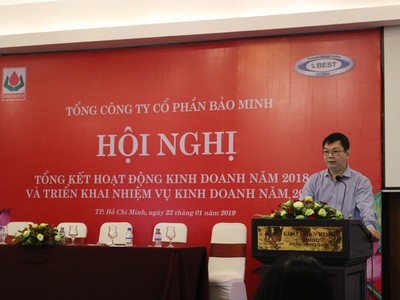 BEST
TỔNG CÔNG TY CỔ PHẦN BẢO MINH
HỘI NGHỊ
TỔNG KẾT HOẠT ĐỘNG KINH DOANH NĂM 2018
VÀ TRIỂN KHAI NHIỆM VỤ KINH DOANH NĂM 20
TP. Hồ Chí Minh, ngày 22 tháng 01 năm 2019